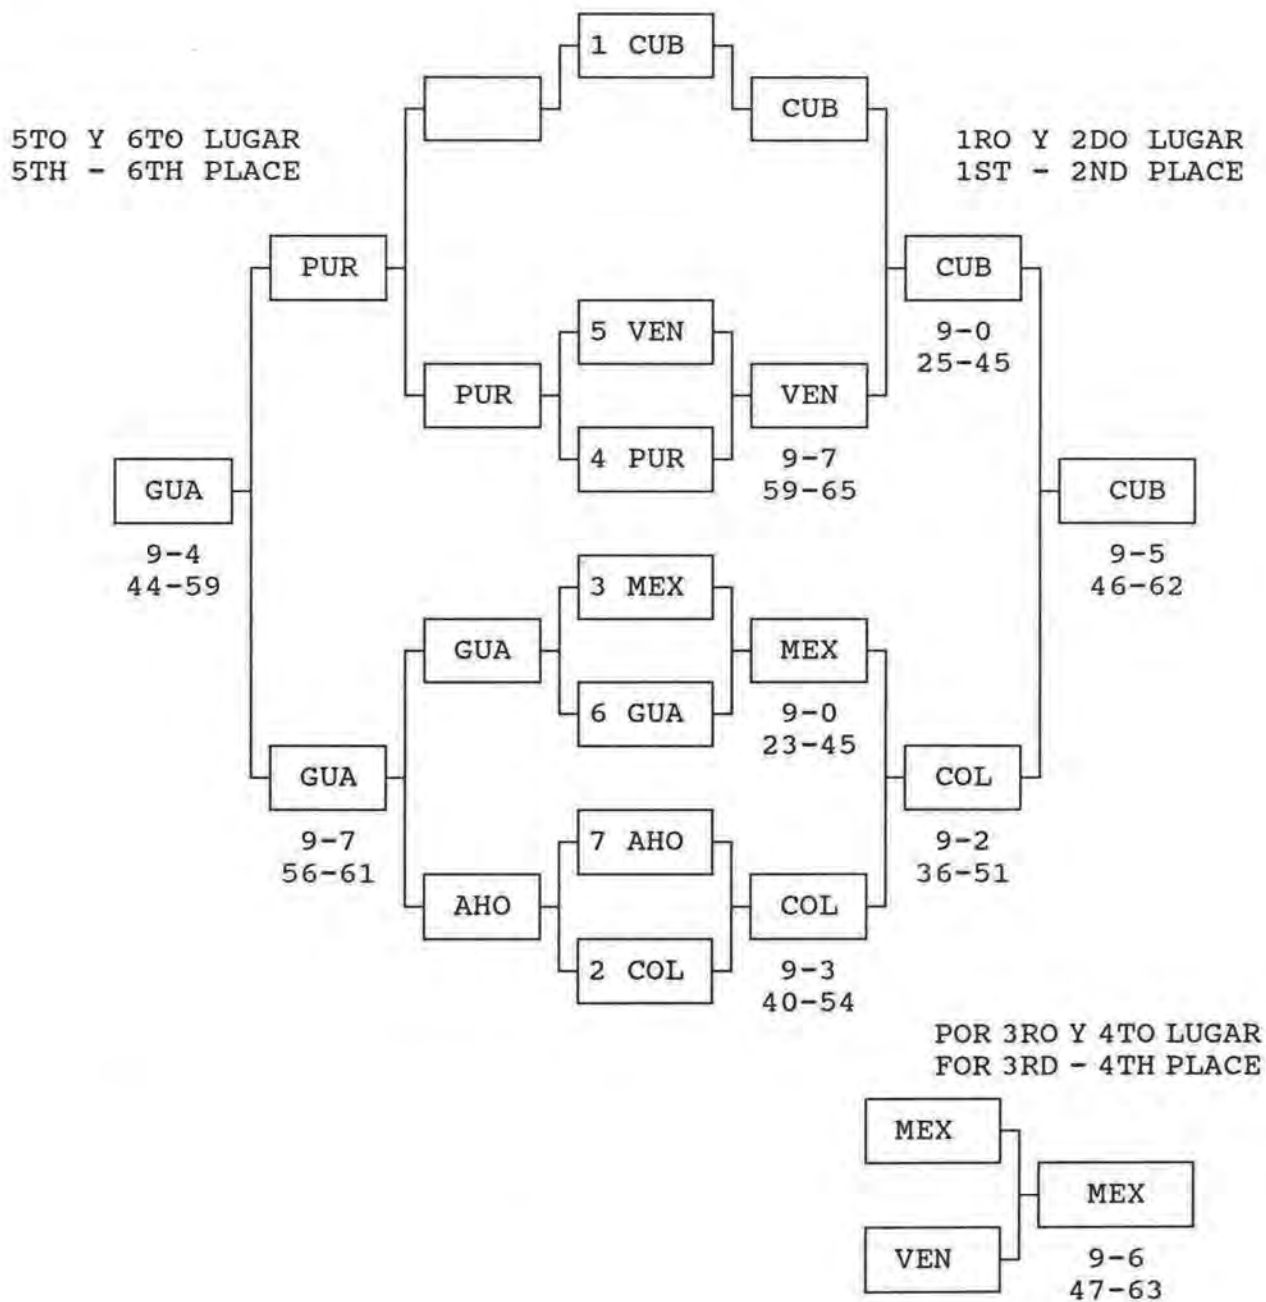 1 CUB
CUB
5TO Y 6TO LUGAR
5TH - 6TH PLACE
1RO Y 2DO LUGAR
1ST - 2ND PLACE
PUR
CUB
9-0
25-45
5 VEN
PUR
VEN
4 PUR
9-7
59-65
GUA
9-4
44-59
CUB
9-5
46-62
3 MEX
GUA
MEX
6 GUA
9-0
23-45
GUA
9-7
56-61
COL
9-2
36-51
7 AHO
AHO
COL
2 COL
9-3
40-54
POR 3RO Y 4TO LUGAR
FOR 3RD - 4TH PLACE
MEX
MEX
VEN
9-6
47-63